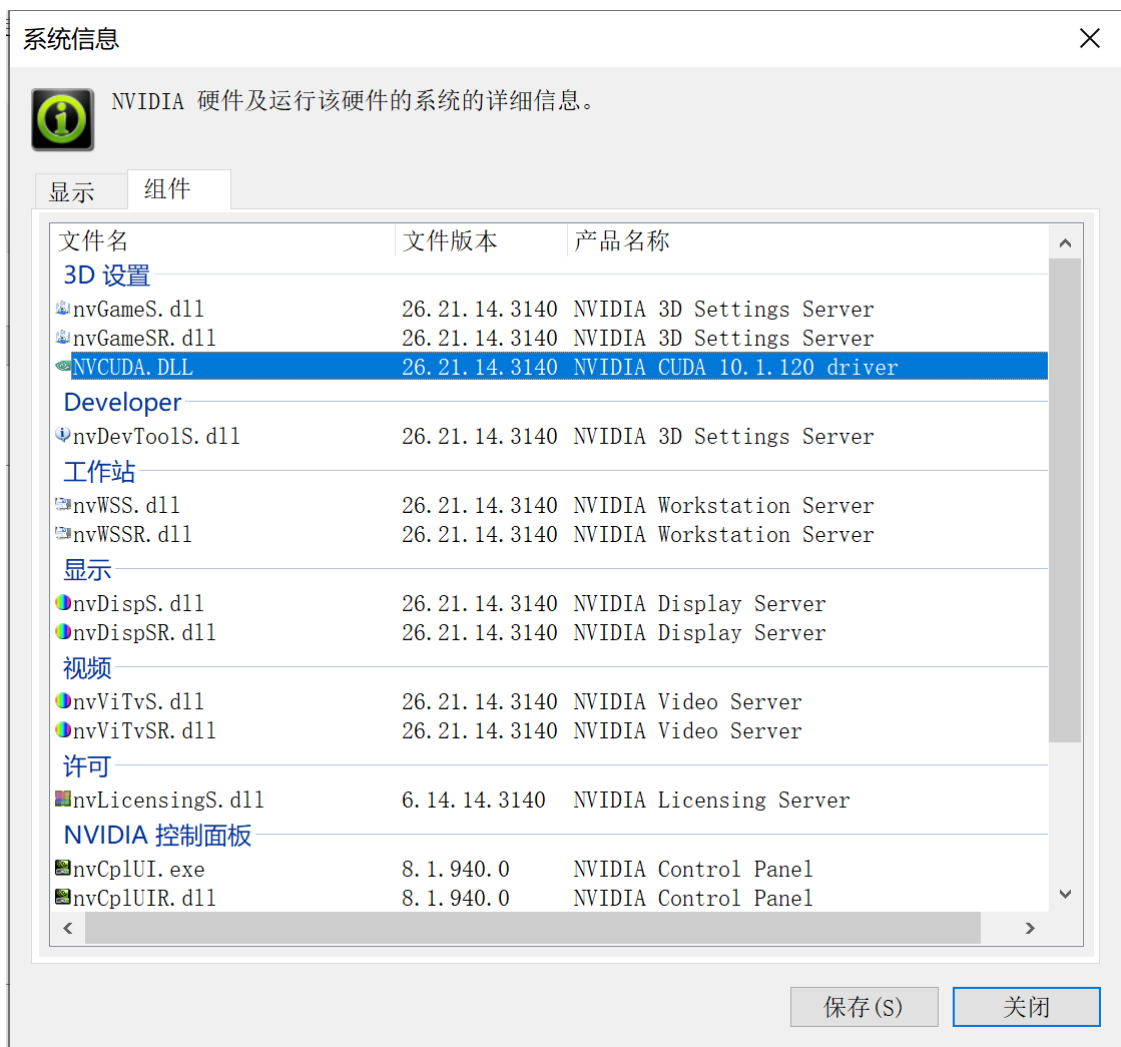 系统信息
NVIDIA 硬件及运行该硬件的系统的详细信息。
显示 组件
文件名 文件版本 产品名称
3D 设置
nvGameS.dll 26.21.14.3140 NVIDIA 3D Settings Server
nvGameSR.dll 26.21.14.3140 NVIDIA 3D Settings Server
NVCUDA.DLL 26.21.14.3140 NVIDIA CUDA 10.1.120 driver
Developer
nvDevToolS.dll 26.21.14.3140 NVIDIA 3D Settings Server
工作站
nvWSS.dll 26.21.14.3140 NVIDIA Workstation Server
nvWSSR.dll 26.21.14.3140 NVIDIA Workstation Server
显示
nvDispS.dll 26.21.14.3140 NVIDIA Display Server
nvDispSR.dll 26.21.14.3140 NVIDIA Display Server
视频
nvViTvS.dll 26.21.14.3140 NVIDIA Video Server
nvViTvSR.dll 26.21.14.3140 NVIDIA Video Server
许可
nvLicensingS.dll 6.14.14.3140 NVIDIA Licensing Server
NVIDIA 控制面板
nvCplUI.exe 8.1.940.0 NVIDIA Control Panel
nvCplUIR.dll 8.1.940.0 NVIDIA Control Panel
保存(S) 关闭